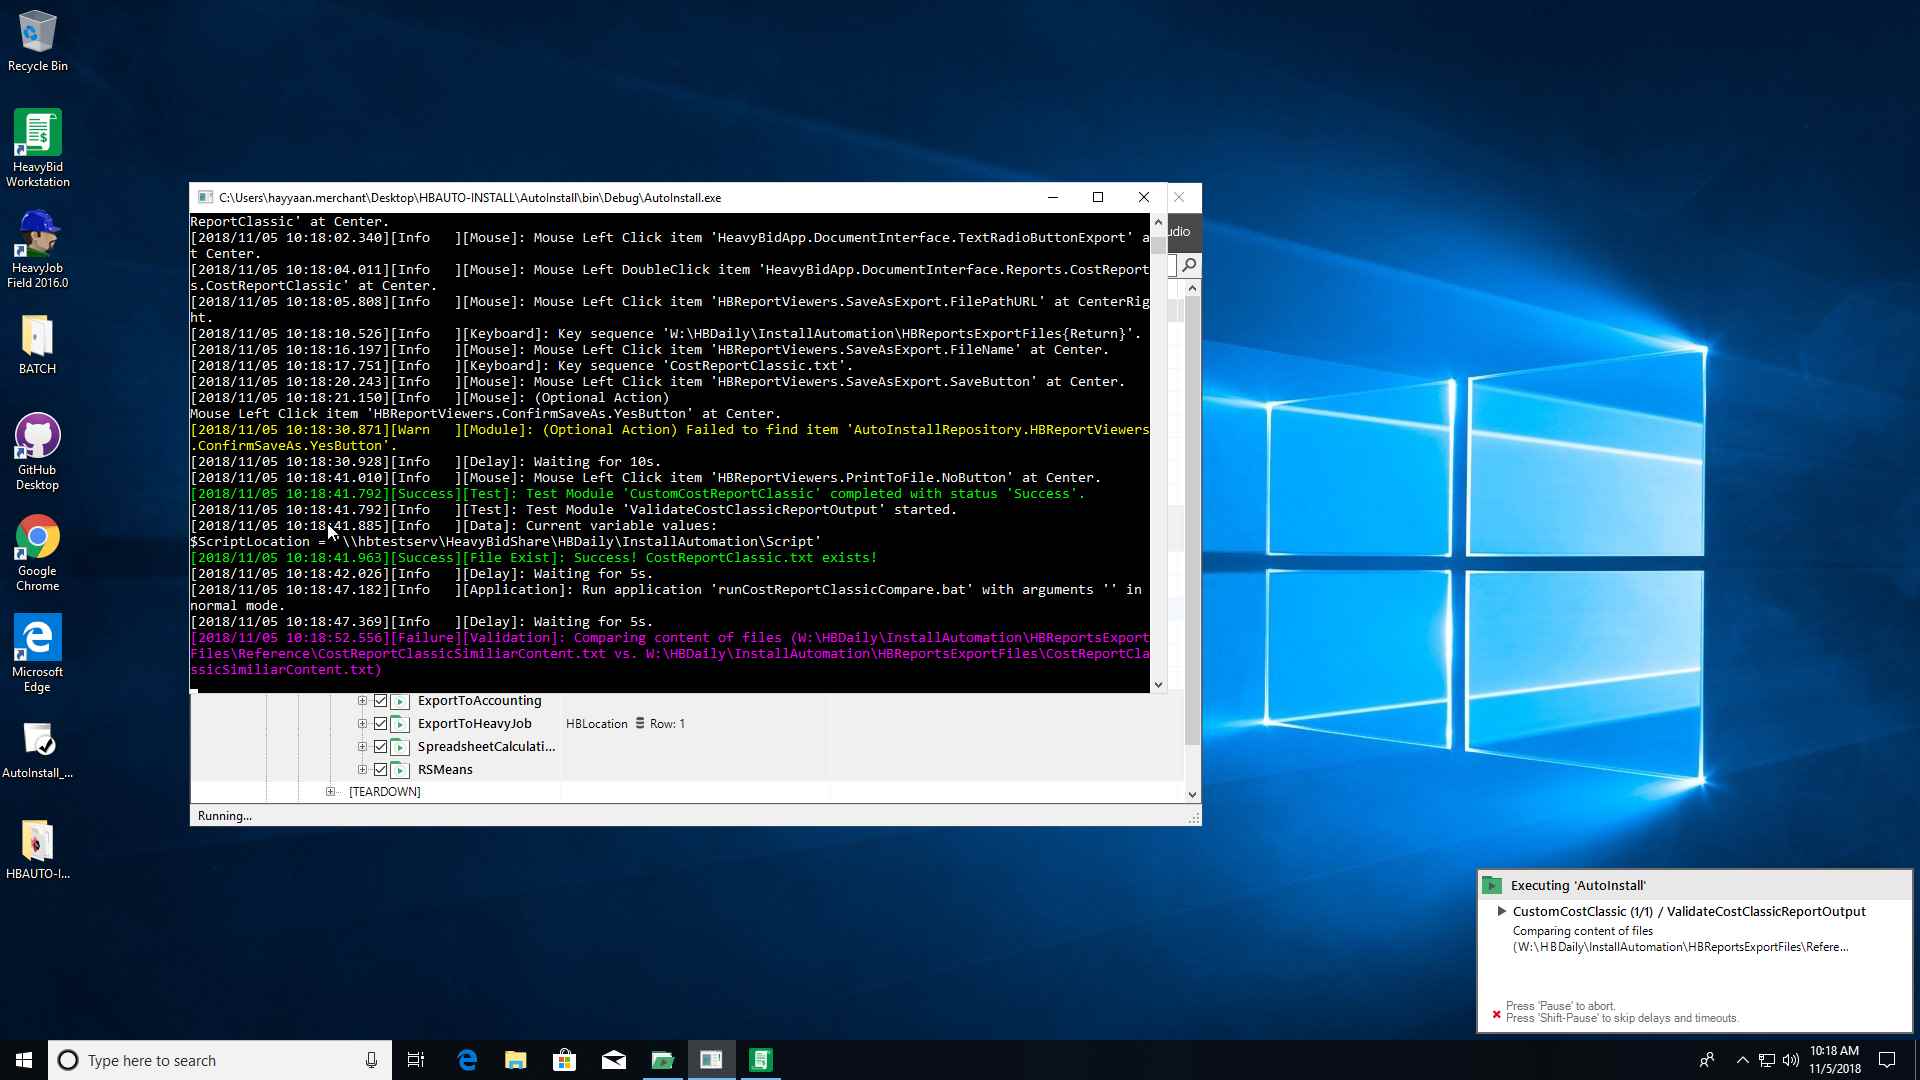 Recycle Bin
HeavyBid
Workstation
HeavyJob
Field 2016.0
BATCH
GitHub
Desktop
Google
Chrome
Microsoft
Edge
AutoInstall_...
HBAUTO-I...
C:\Users\hayyaan.merchant\Desktop\HBAUTO-INSTALL\AutoInstall\bin\Debug\AutoInstall.exe
udio
ReportClassic' at Center.
[2018/11/05 10:18:02.340][Info   ][Mouse]: Mouse Left Click item 'HeavyBidApp.DocumentInterface.TextRadioButtonExport' a
t Center.
[2018/11/05 10:18:04.011][Info   ][Mouse]: Mouse Left DoubleClick item 'HeavyBidApp.DocumentInterface.Reports.CostReport
s.CostReportClassic' at Center.
[2018/11/05 10:18:05.808][Info   ][Mouse]: Mouse Left Click item 'HBReportViewers.SaveAsExport.FilePathURL' at CenterRig
ht.
[2018/11/05 10:18:10.526][Info   ][Keyboard]: Key sequence 'W:\HBDaily\InstallAutomation\HBReportsExportFiles{Return}'.
[2018/11/05 10:18:16.197][Info   ][Mouse]: Mouse Left Click item 'HBReportViewers.SaveAsExport.FileName' at Center.
[2018/11/05 10:18:17.751][Info   ][Keyboard]: Key sequence 'CostReportClassic.txt'.
[2018/11/05 10:18:20.243][Info   ][Mouse]: Mouse Left Click item 'HBReportViewers.SaveAsExport.SaveButton' at Center.
[2018/11/05 10:18:21.150][Info   ][Mouse]: (Optional Action)
Mouse Left Click item 'HBReportViewers.ConfirmSaveAs.YesButton' at Center.
[2018/11/05 10:18:30.871][Warn   ][Module]: (Optional Action) Failed to find item 'AutoInstallRepository.HBReportViewers
.ConfirmSaveAs.YesButton'.
[2018/11/05 10:18:30.928][Info   ][Delay]: Waiting for 10s.
[2018/11/05 10:18:41.010][Info   ][Mouse]: Mouse Left Click item 'HBReportViewers.PrintToFile.NoButton' at Center.
[2018/11/05 10:18:41.792][Success][Test]: Test Module 'CustomCostReportClassic' completed with status 'Success'.
[2018/11/05 10:18:41.792][Info   ][Test]: Test Module 'ValidateCostClassicReportOutput' started.
[2018/11/05 10:18:41.885][Info   ][Data]: Current variable values:
$ScriptLocation = '\\hbtestserv\HeavyBidShare\HBDaily\InstallAutomation\Script'
[2018/11/05 10:18:41.963][Success][File Exist]: Success! CostReportClassic.txt exists!
[2018/11/05 10:18:42.026][Info   ][Delay]: Waiting for 5s.
[2018/11/05 10:18:47.182][Info   ][Application]: Run application 'runCostReportClassicCompare.bat' with arguments '' in
normal mode.
[2018/11/05 10:18:47.369][Info   ][Delay]: Waiting for 5s.
[2018/11/05 10:18:52.556][Failure][Validation]: Comparing content of files (W:\HBDaily\InstallAutomation\HBReportsExport
Files\Reference\CostReportClassicSimiliarContent.txt vs. W:\HBDaily\InstallAutomation\HBReportsExportFiles\CostReportCla
ssicSimiliarContent.txt)
ExportToAccounting
ExportToHeavyJob HBLocation Row: 1
SpreadsheetCalculati...
RSMeans
[TEARDOWN]
Running...
Executing 'AutoInstall'
CustomCostClassic (1/1) / ValidateCostClassicReportOutput
Comparing content of files
(W:\HBDaily\InstallAutomation\HBReportsExportFiles\Refere...
Press 'Pause' to abort.
Press 'Shift-Pause' to skip delays and timeouts.
Type here to search
10:18 AM
11/5/2018